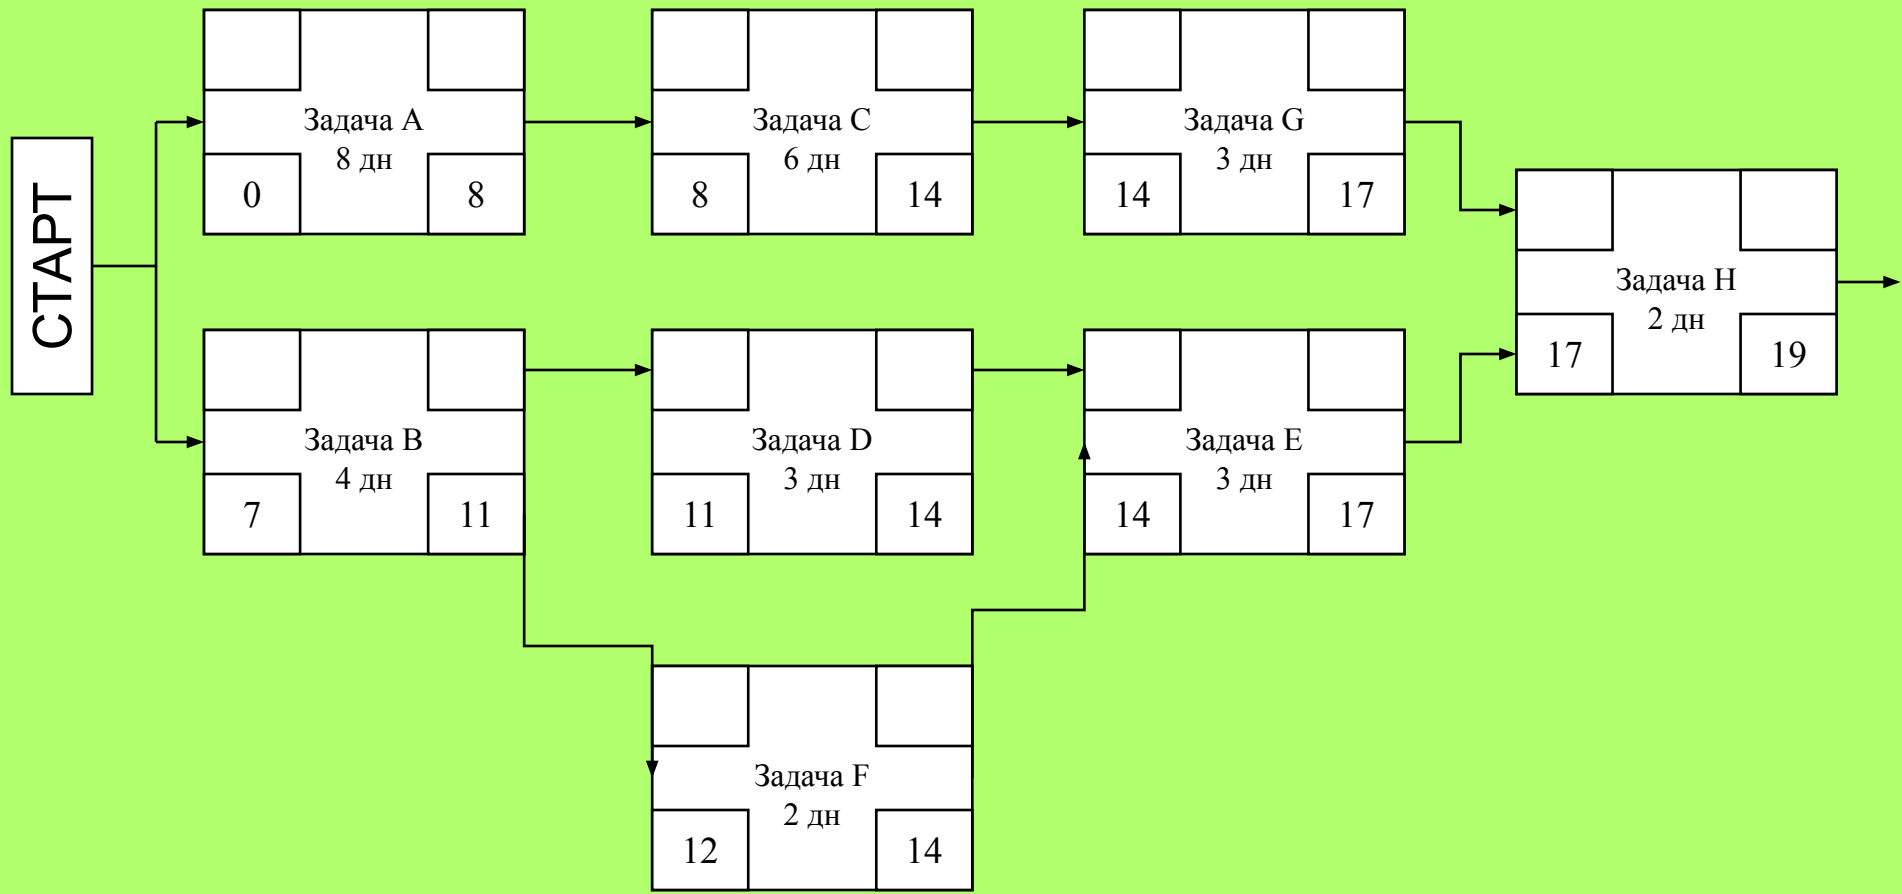 СТАРТ
Задача A
8 дн
0
8
Задача C
6 дн
8
14
Задача G
3 дн
14
17
Задача H
2 дн
17
19
Задача B
4 дн
7
11
Задача D
3 дн
11
14
Задача E
3 дн
14
17
Задача F
2 дн
12
14